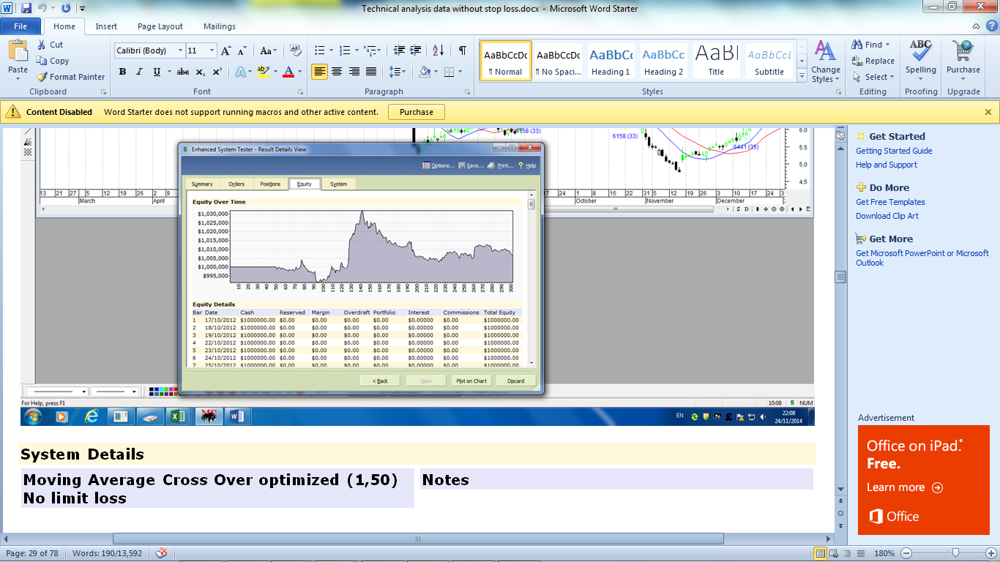 Technical analysis data without stop loss.docx - Microsoft Word Starter
File Home Insert Page Layout Mailings
Paste
Cut
Copy
Format Painter
Clipboard
Calibri (Body) 11
Font
Paragraph
AaBbCcDc AaBbCcDc AaBbCc AaBbCc AaBl AaBbCcL
¶ Normal ¶ No Spaci... Heading 1 Heading 2 Title Subtitle
Change
Styles
Styles
Find
Replace
Select
Editing
Spelling
Proofing
Purchase
Upgrade
Content Disabled Word Starter does not support running macros and other active content. Purchase
6158 (33)
6158 (33)
6441 (35)
6.0
5.5
5.0
4.5
13 21 27 5 12 19 26 2 9
March April
17 24 1 8 15 22 31 5 12 19 26 3 10 17 24 3
October November December
Enhanced System Tester - Result Details View
Options... Save... Print... Help
Summary Orders Positions Equity System
Equity Over Time
$1,030,000
$1,025,000
$1,020,000
$1,015,000
$1,010,000
$1,005,000
$1,000,000
$995,000
10 20 30 40 50 60 70 80 90 100 110 120 130 140 150 160 170 180 190 200 210 220 230 240 250 260 270 280 290 300
Equity Details
Bar Date Cash Reserved Margin Overdraft Portfolio Interest Commissions Total Equity
1 17/10/2012 $1000000.00 $0.00 $0.00 $0.00 $0.00 $0.00000 $0.00 $1000000.00
2 18/10/2012 $1000000.00 $0.00 $0.00 $0.00 $0.00 $0.00000 $0.00 $1000000.00
3 19/10/2012 $1000000.00 $0.00 $0.00 $0.00 $0.00 $0.00000 $0.00 $1000000.00
4 22/10/2012 $1000000.00 $0.00 $0.00 $0.00 $0.00 $0.00000 $0.00 $1000000.00
5 23/10/2012 $1000000.00 $0.00 $0.00 $0.00 $0.00 $0.00000 $0.00 $1000000.00
6 24/10/2012 $1000000.00 $0.00 $0.00 $0.00 $0.00 $0.00000 $0.00 $1000000.00
7 25/10/2012 $1000000.00 $0.00 $0.00 $0.00 $0.00 $0.00000 $0.00 $1000000.00
< Back View Plot on Chart Discard
For Help, press F1
10:08 $ NUM
EN
22:08
24/11/2014
System Details
Moving Average Cross Over optimized (1,50)
No limit loss
Notes
Get Started
Getting Started Guide
Help and Support
Do More
Get Free Templates
Download Clip Art
Get More
Get Microsoft PowerPoint or Microsoft
Outlook
Advertisement
Office on iPad.
Free.
Learn more
Office
Page: 29 of 78 Words: 190/13,592
180%